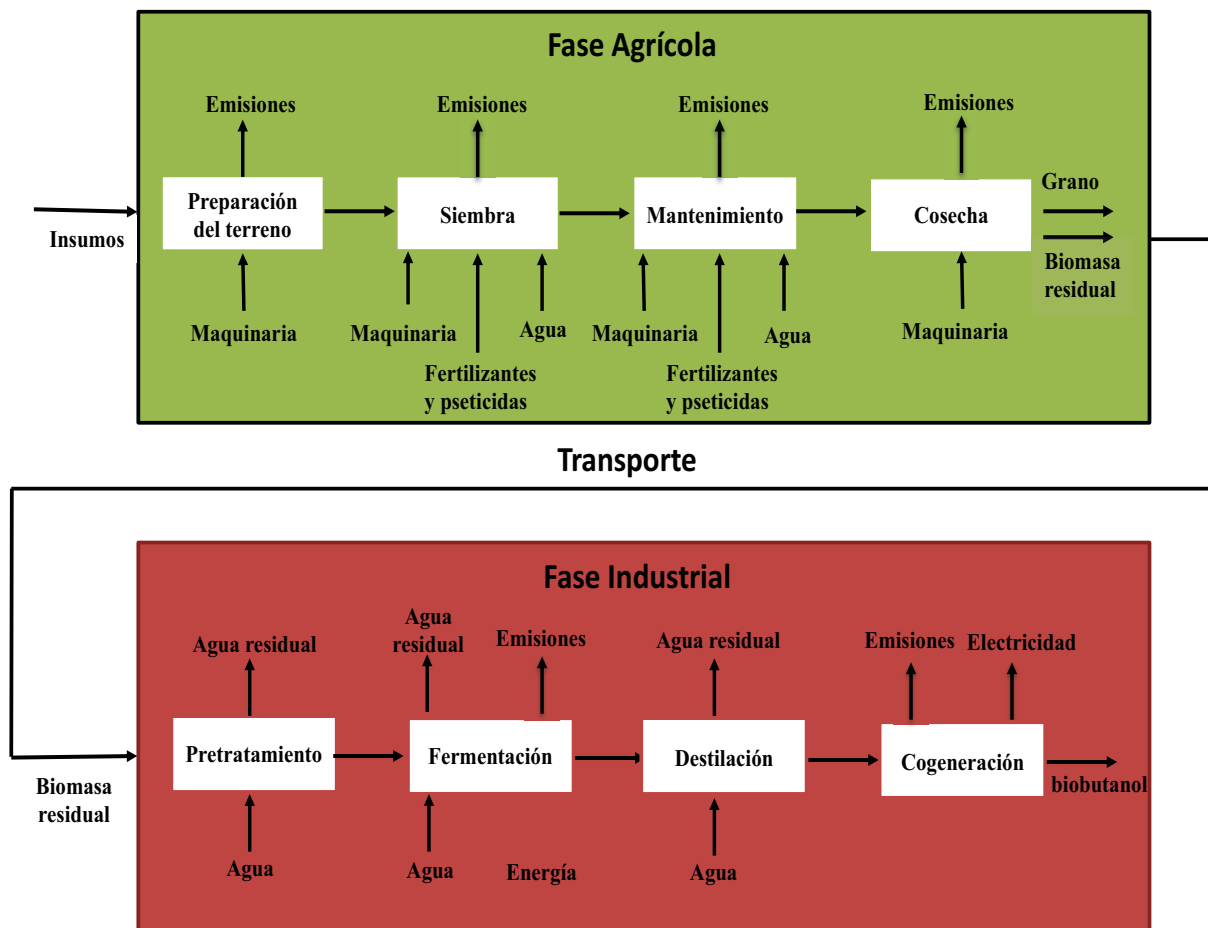 Fase Agrícola
Emisiones
Emisiones
Emisiones
Emisiones
Preparación
del terreno
Siembra
Mantenimiento
Cosecha
Grano
Biomasa
residual
Insumos
Maquinaria
Maquinaria
Agua
Maquinaria
Agua
Maquinaria
Fertilizantes
y pseticidas
Fertilizantes
y pseticidas
Transporte
Fase Industrial
Agua residual
Agua
residual
Emisiones
Agua residual
Emisiones
Electricidad
Pretratamiento
Fermentación
Destilación
Cogeneración
biobutanol
Biomasa
residual
Agua
Agua
Energía
Agua